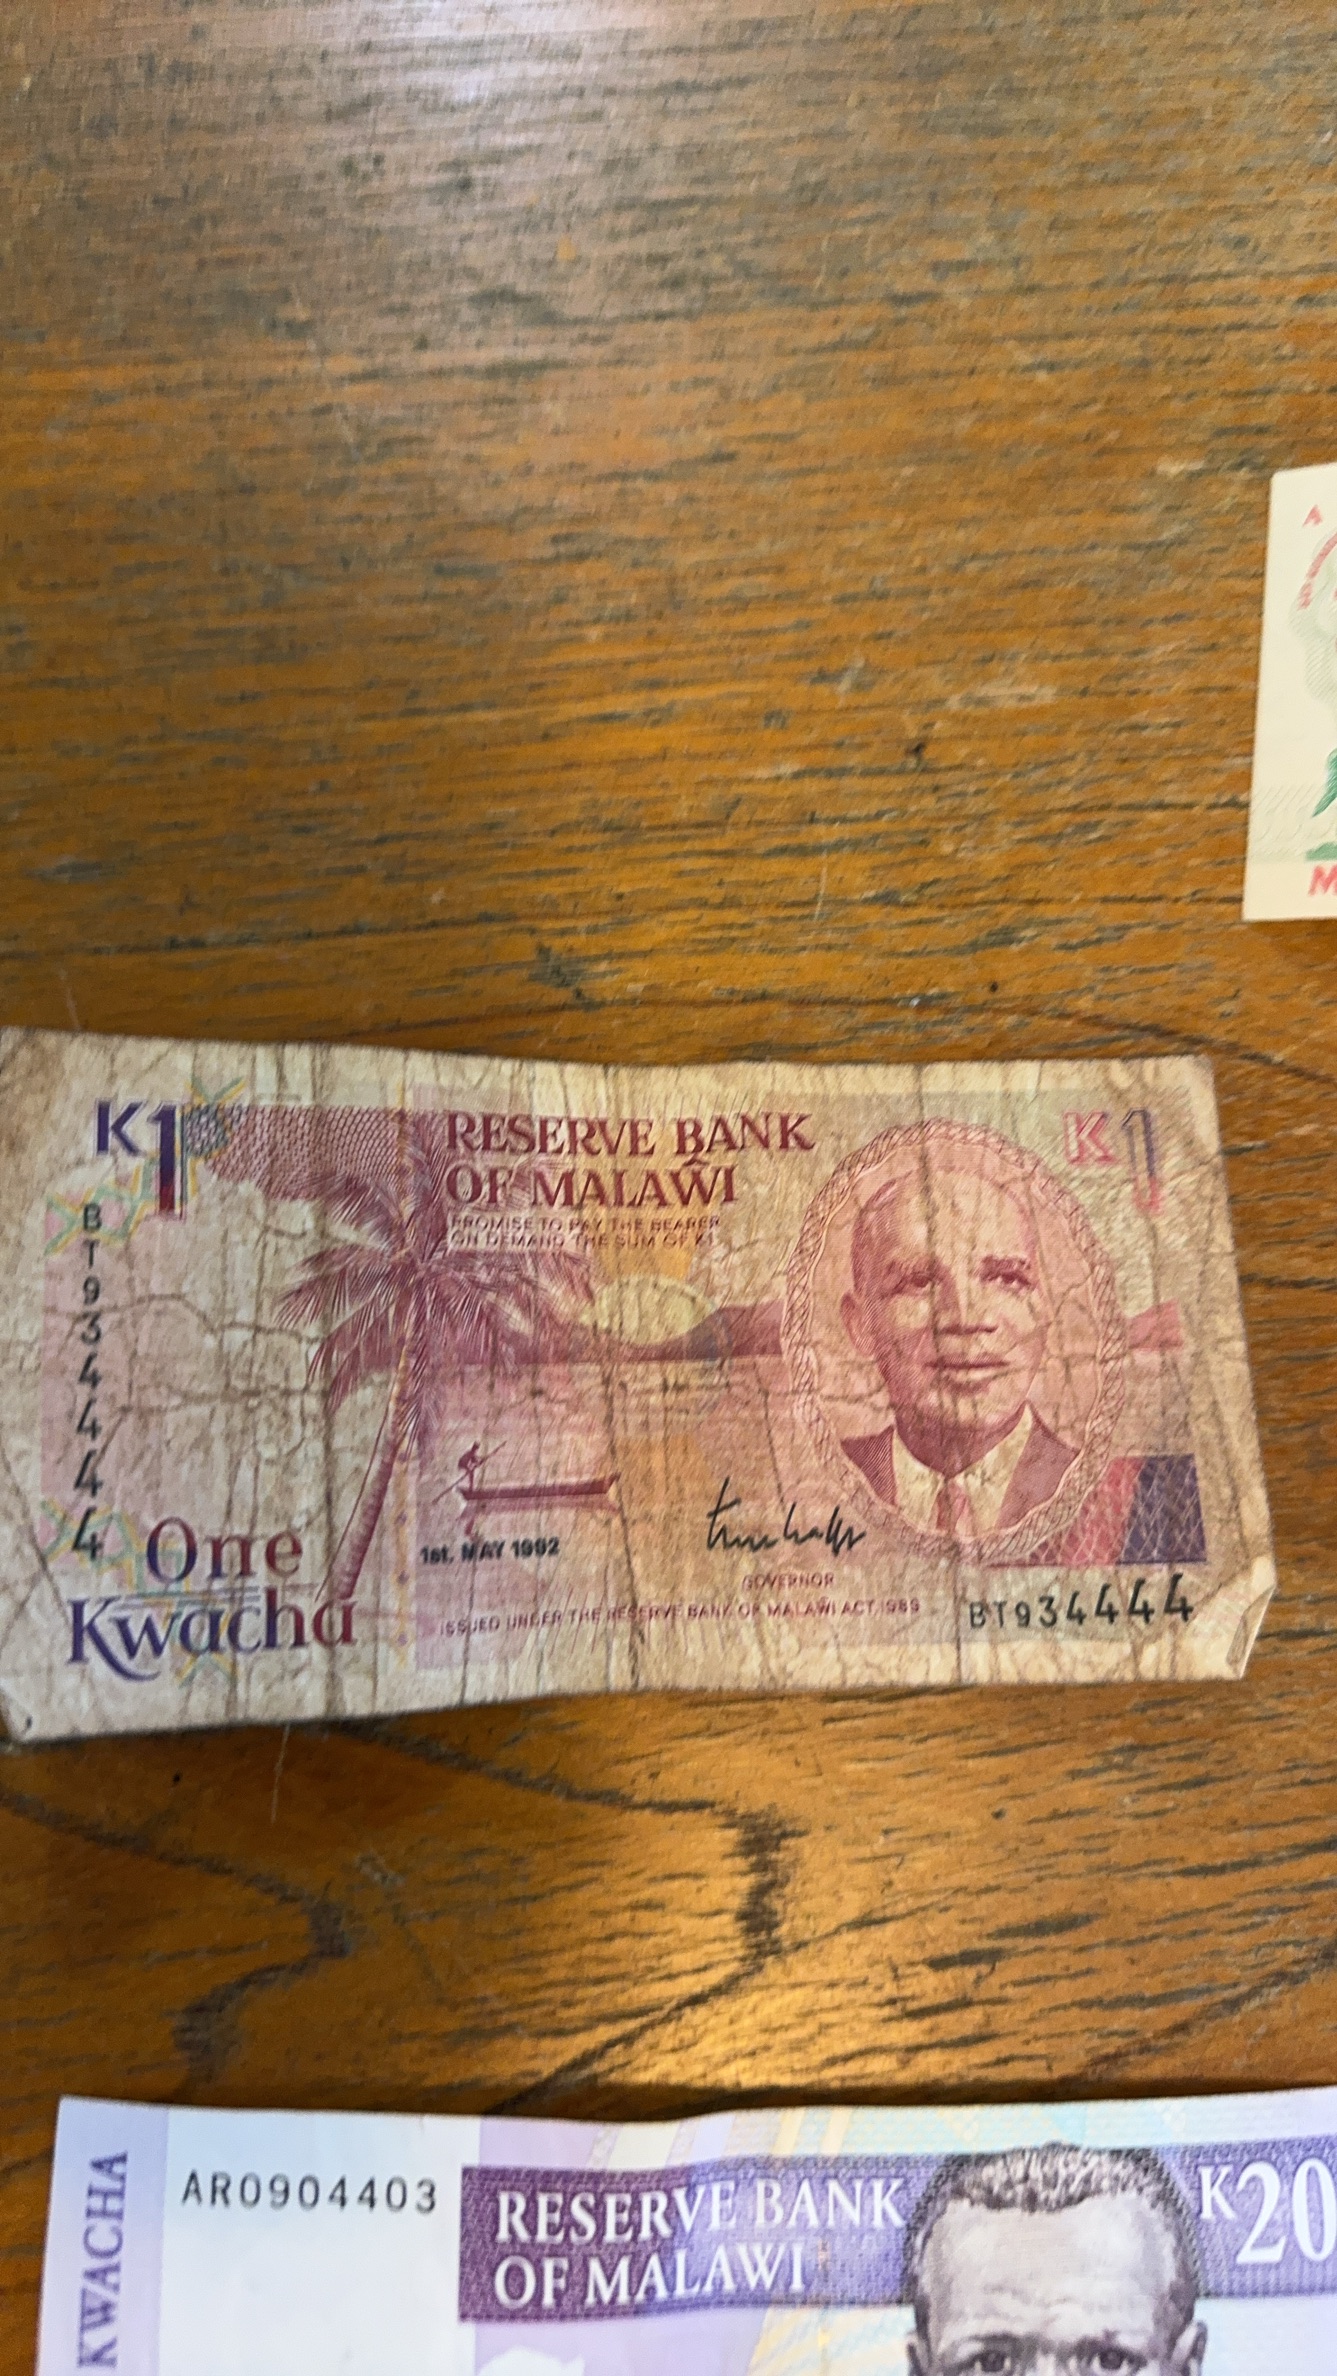 A
M
K1
RESERVE BANK
OF MALAŴI
PROMISE TO PAY THE BEARER
ON DEMAND THE SUM OF K1
K1
BT934444
1st. MAY 1992
GOVERNOR
One
Kwacha
ISSUED UNDER THE RESERVE BANK OF MALAŴI ACT 1989
BT934444
KWACHA
AR0904403
RESERVE BANK
OF MALAWI
K20